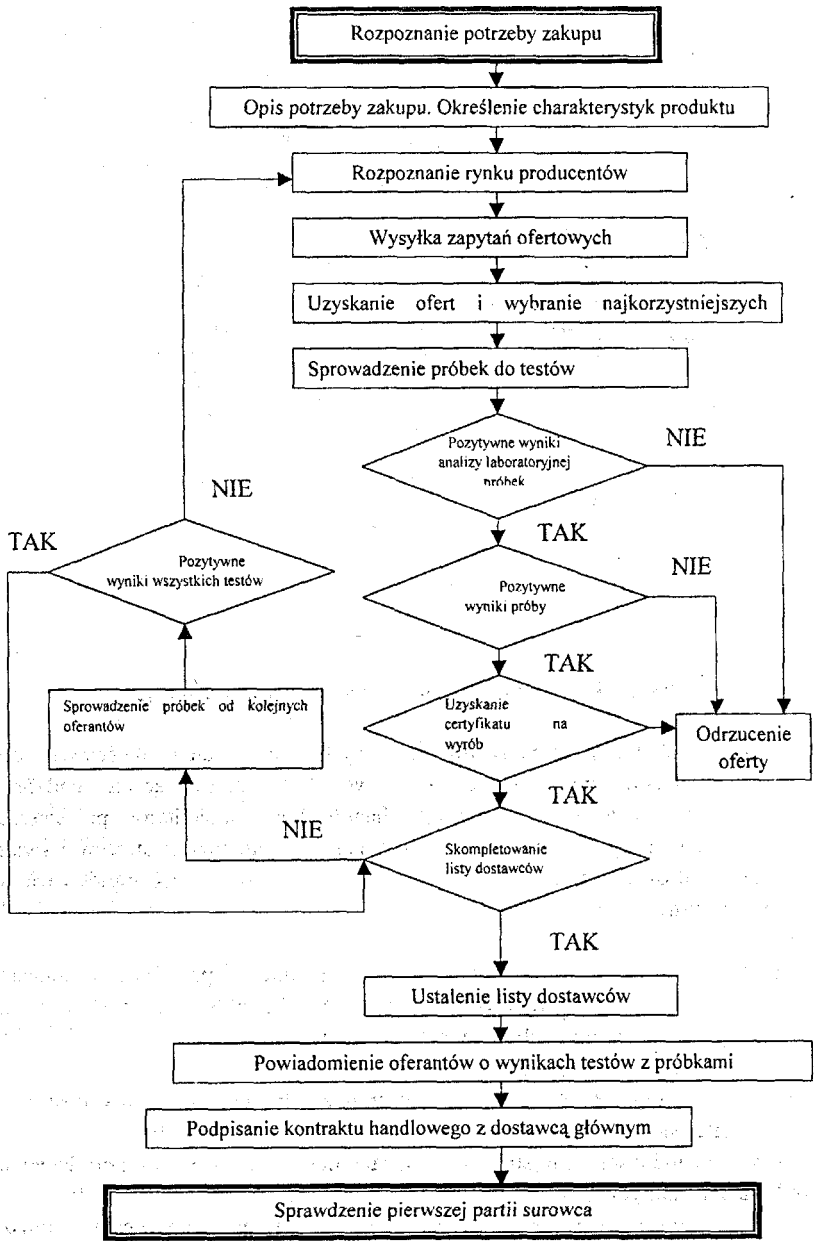 Rozpoznanie potrzeby zakupu
Opis potrzeby zakupu. Określenie charakterystyk produktu
Rozpoznanie rynku producentów
Wysyłka zapytań ofertowych
Uzyskanie ofert i wybranie najkorzystniejszych
Sprowadzenie próbek do testów
Pozytywne wyniki
analizy laboratoryjnej
próbek
NIE
TAK
Pozytywne
wyniki próby
NIE
TAK
Uzyskanie
certyfikatu na
wyrób
Odrzucenie
oferty
TAK
Skompletowanie
listy dostawców
NIE
Sprowadzenie próbek od kolejnych
oferantów
Pozytywne
wyniki wszystkich testów
NIE
TAK
TAK
Ustalenie listy dostawców
Powiadomienie oferantów o wynikach testów z próbkami
Podpisanie kontraktu handlowego z dostawcą głównym
Sprawdzenie pierwszej partii surowca